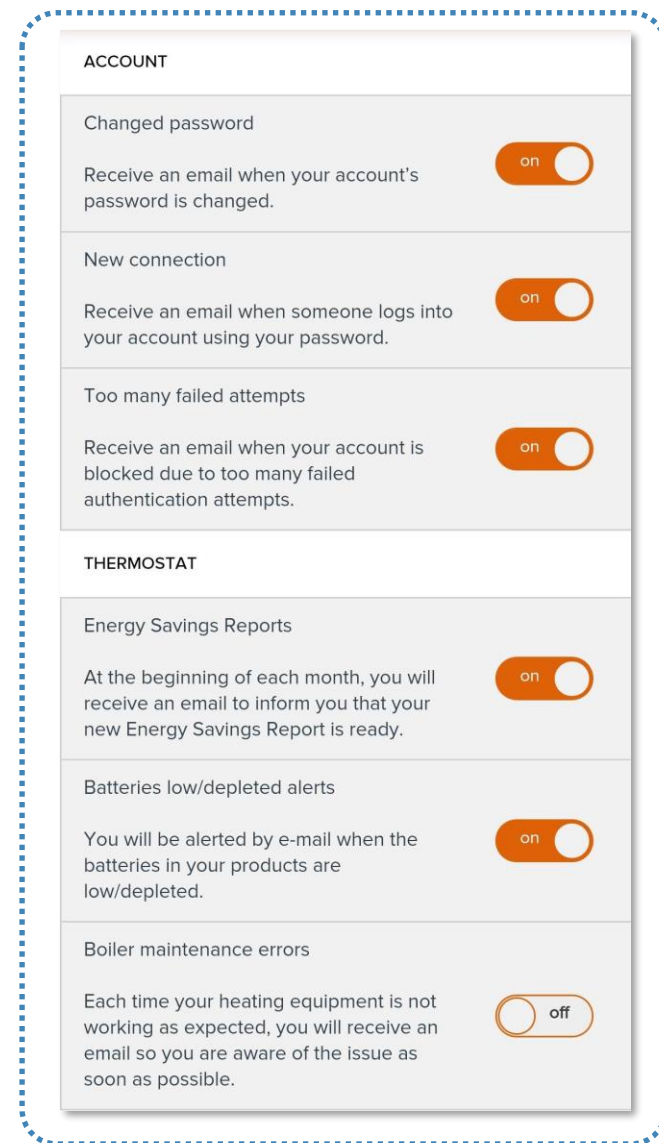 ACCOUNT
Changed password
on
Receive an email when your account's
password is changed.
New connection
on
Receive an email when someone logs into
your account using your password.
Too many failed attempts
on
Receive an email when your account is
blocked due to too many failed
authentication attempts.
THERMOSTAT
Energy Savings Reports
on
At the beginning of each month, you will
receive an email to inform you that your
new Energy Savings Report is ready.
Batteries low/depleted alerts
on
You will be alerted by e-mail when the
batteries in your products are
low/depleted.
Boiler maintenance errors
off
Each time your heating equipment is not
working as expected, you will receive an
email so you are aware of the issue as
soon as possible.